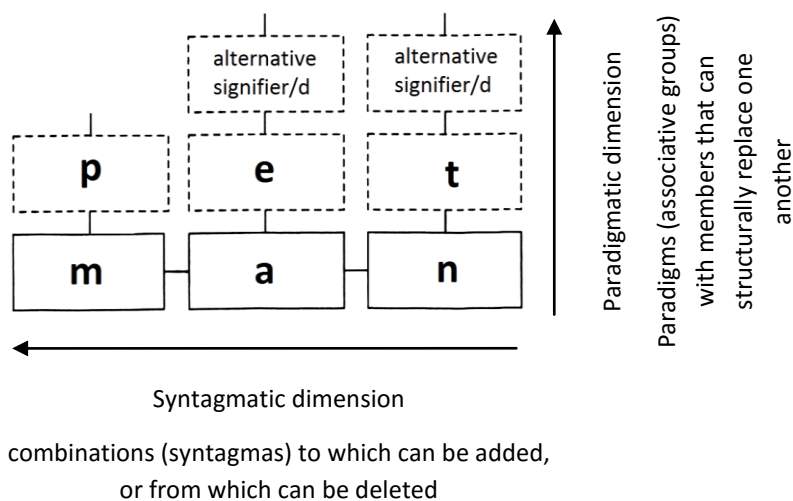 alternative
signifier/d
alternative
signifier/d
p
e
t
m
a
n
Syntagmatic dimension
combinations (syntagmas) to which can be added,
or from which can be deleted
Paradigmatic dimension
Paradigms (associative groups)
with members that can
structurally replace one
another